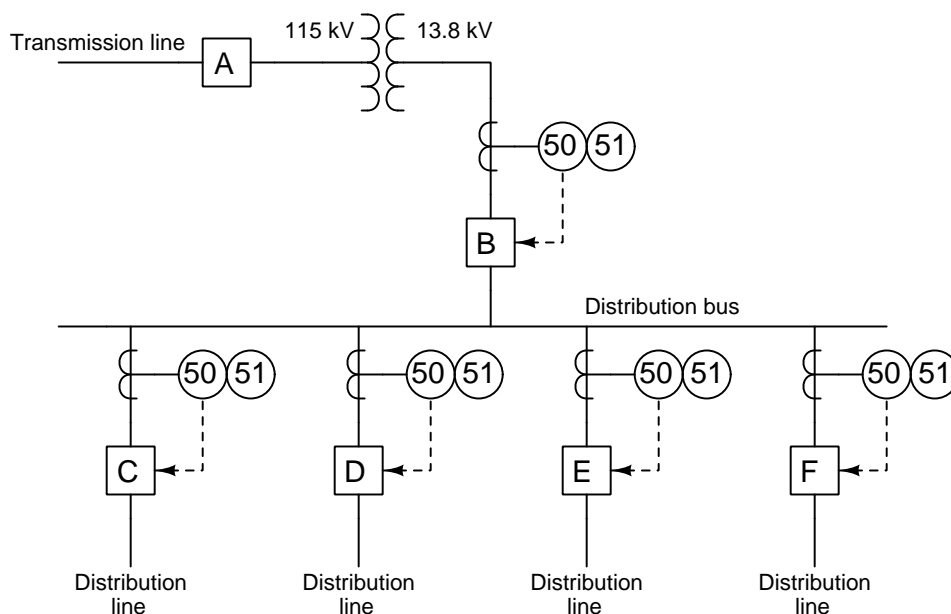 115 kV 13.8 kV
Transmission line
A
50 51
B
Distribution bus
50 51 50 51 50 51 50 51
C D E F
Distribution Distribution Distribution Distribution
line line line line